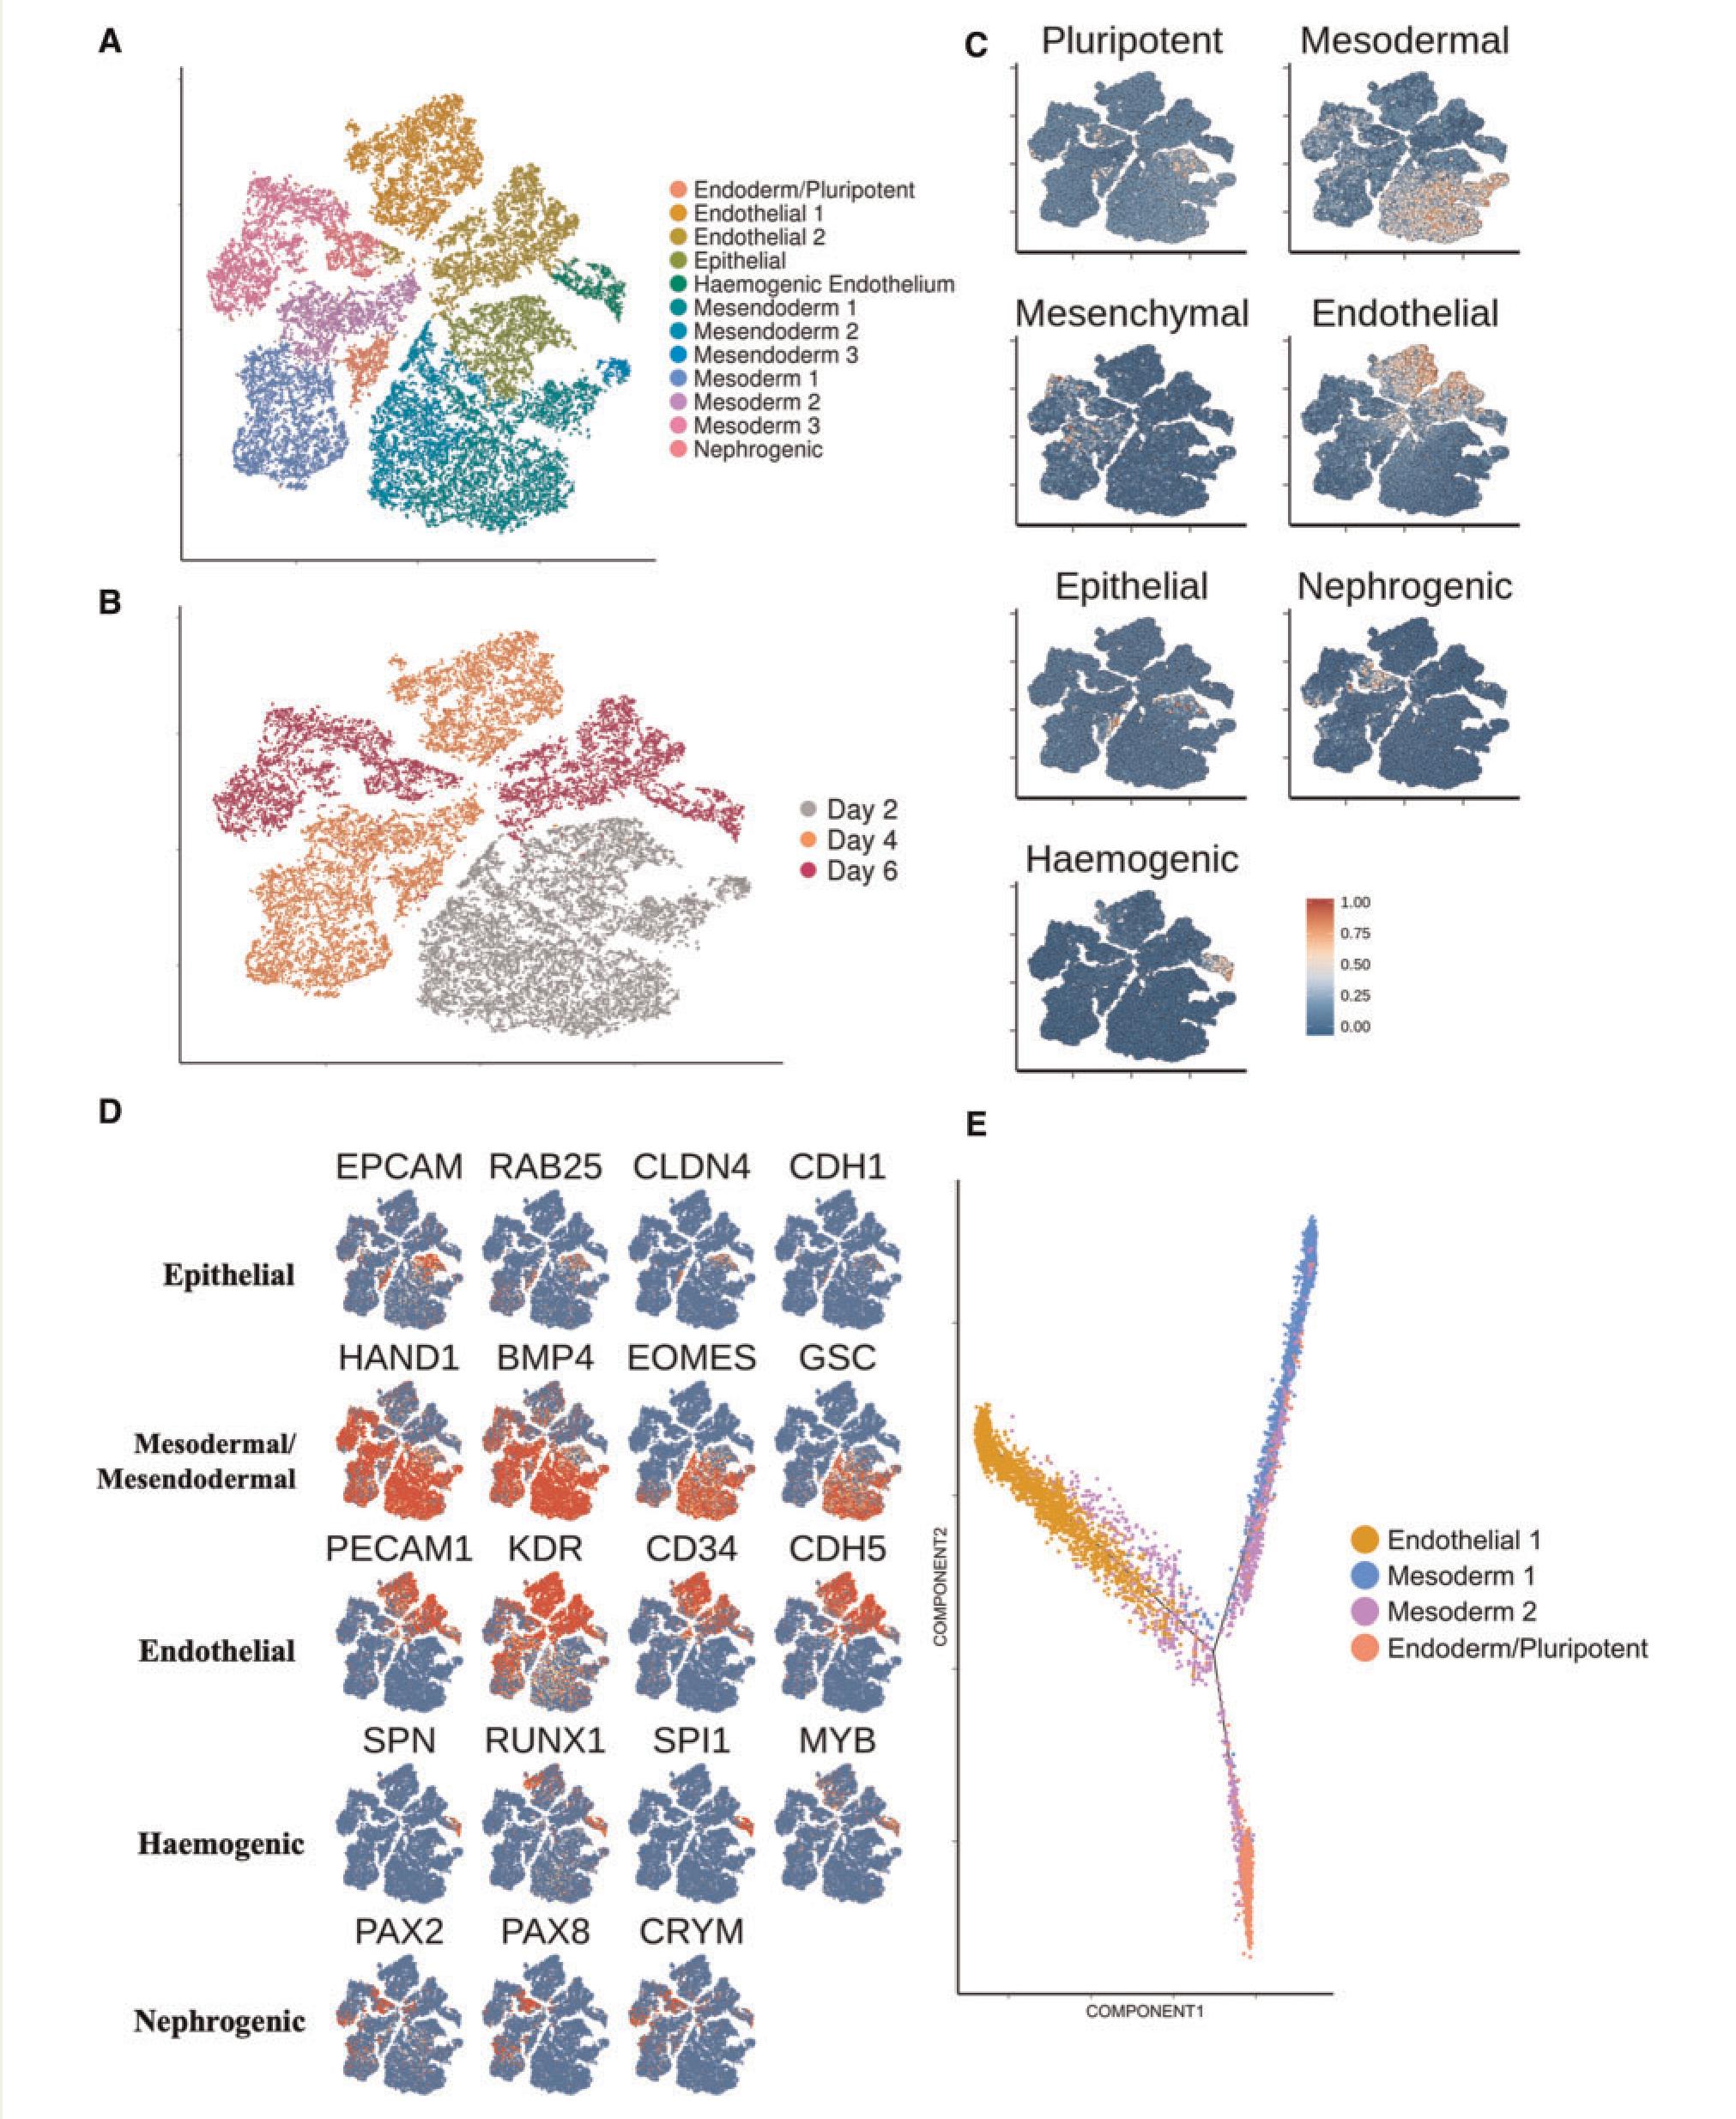 A
Endoderm/Pluripotent
Endothelial 1
Endothelial 2
Epithelial
Haemogenic Endothelium
Mesendoderm 1
Mesendoderm 2
Mesendoderm 3
Mesoderm 1
Mesoderm 2
Mesoderm 3
Nephrogenic
B
Day 2
Day 4
Day 6
C
Pluripotent Mesodermal
Mesenchymal Endothelial
Epithelial Nephrogenic
Haemogenic
1.00
0.75
0.50
0.25
0.00
D
EPCAM RAB25 CLDN4 CDH1
Epithelial
HAND1 BMP4 EOMES GSC
Mesodermal/
Mesendodermal
PECAM1 KDR CD34 CDH5
Endothelial
SPN RUNX1 SPI1 MYB
Haemogenic
PAX2 PAX8 CRYM
Nephrogenic
E
COMPONENT2
Endothelial 1
Mesoderm 1
Mesoderm 2
Endoderm/Pluripotent
COMPONENT1